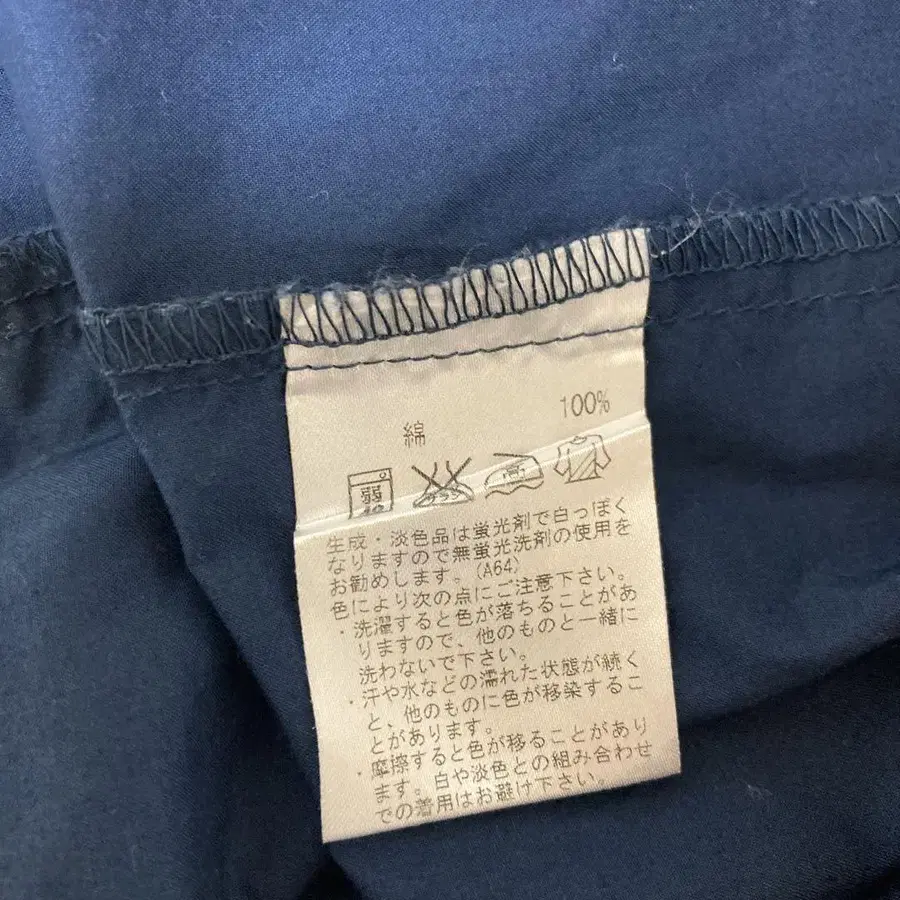 綿 100%
弱 40 サラシ 高
生成・淡色品は蛍光剤で白っぽく
なりますので無蛍光洗剤の使用を
お勧めします。(A64)
色により次の点にご注意下さい。
・洗濯すると色が落ちることがあ
りますので、他のものと一緒に
洗わないで下さい。
・汗や水などの濡れた状態が続く
と、他のものに色が移染するこ
とがあります。
・摩擦すると色が移ることがあり
ます。白や淡色との組み合わせ
での着用はお避け下さい。